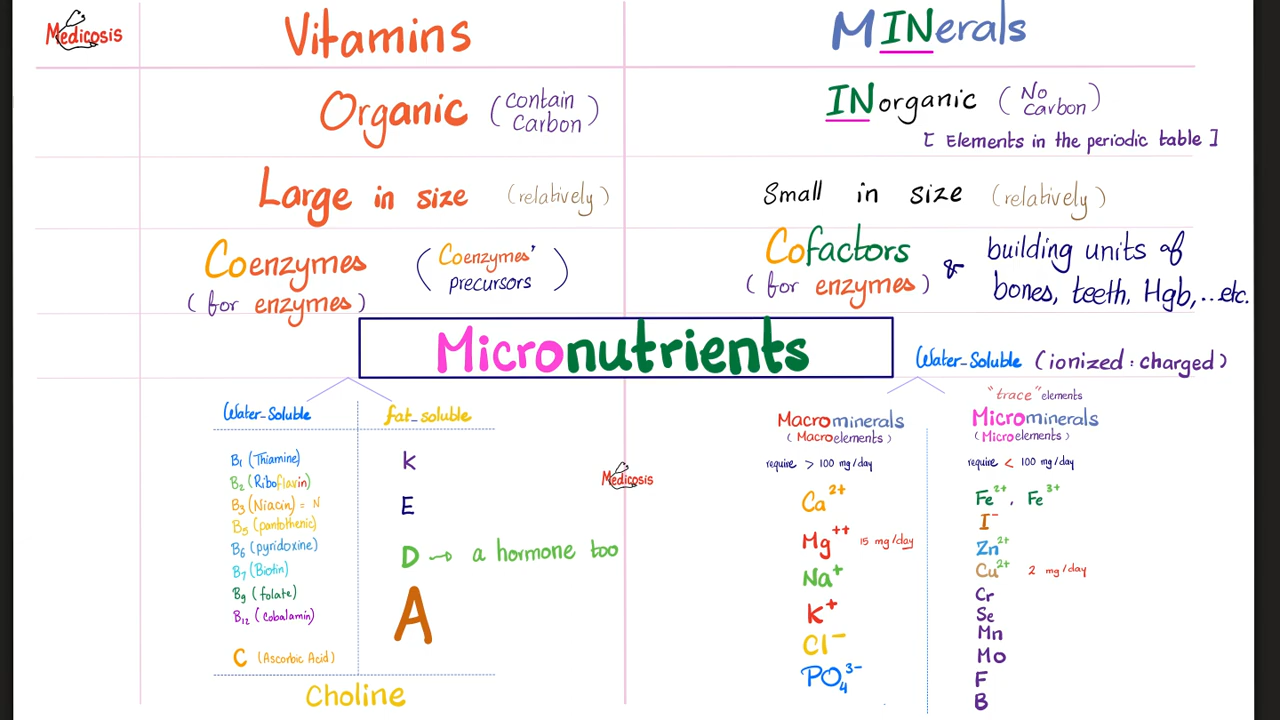 Medicosis
Vitamins
MINerals
Organic (Contain Carbon)
INorganic (No Carbon)
[ Elements in the periodic table ]
Large in size (relatively)
Small in size (relatively)
Coenzymes (Coenzymes' precursors)
(for enzymes)
Cofactors & building units of
(for enzymes) bones, teeth, Hgb,...etc.
Micronutrients
Water-Soluble (ionized : charged)
Water-Soluble
fat-soluble
B₁ (Thiamine)
B₂ (Riboflavin)
B₃ (Niacin) = N
B₅ (pantothenic)
B₆ (pyridoxine)
B₇ (Biotin)
B₉ (folate)
B₁₂ (Cobalamin)
C (Ascorbic Acid)
K
E
D → a hormone too
A
Choline
Medicosis
Macrominerals
(Macroelements)
require > 100 mg/day
Ca²⁺
Mg⁺⁺ 15 mg/day
Na⁺
K⁺
Cl⁻
PO₄³⁻
"trace" elements
Microminerals
(Microelements)
require < 100 mg/day
Fe²⁺, Fe³⁺
I⁻
Zn²⁺
Cu²⁺ 2 mg/day
Cr
Se
Mn
Mo
F
B